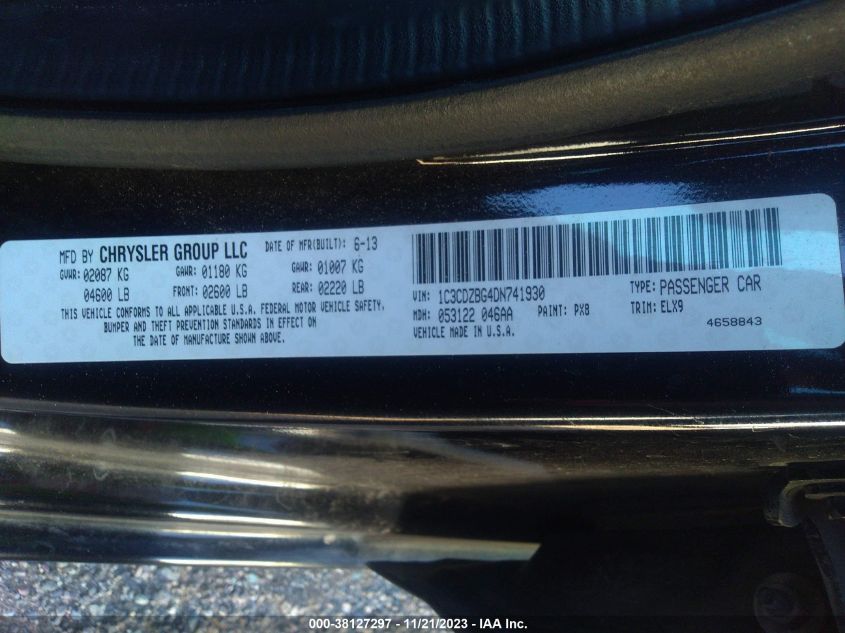 MFD BY CHRYSLER GROUP LLC DATE OF MFR(BUILT): 6-13
GVWR: 02087 KG GAWR: 01180 KG GAWR: 01007 KG
04600 LB FRONT: 02600 LB REAR: 02220 LB
THIS VEHICLE CONFORMS TO ALL APPLICABLE U.S.A. FEDERAL MOTOR VEHICLE SAFETY,
BUMPER AND THEFT PREVENTION STANDARDS IN EFFECT ON
THE DATE OF MANUFACTURE SHOWN ABOVE.
VIN: 1C3CDZBG4DN741930 TYPE: PASSENGER CAR
MDH: 053122 046AA PAINT: PX8 TRIM: ELX9
VEHICLE MADE IN U.S.A. 4658843
000-38127297 - 11/21/2023 - IAA Inc.